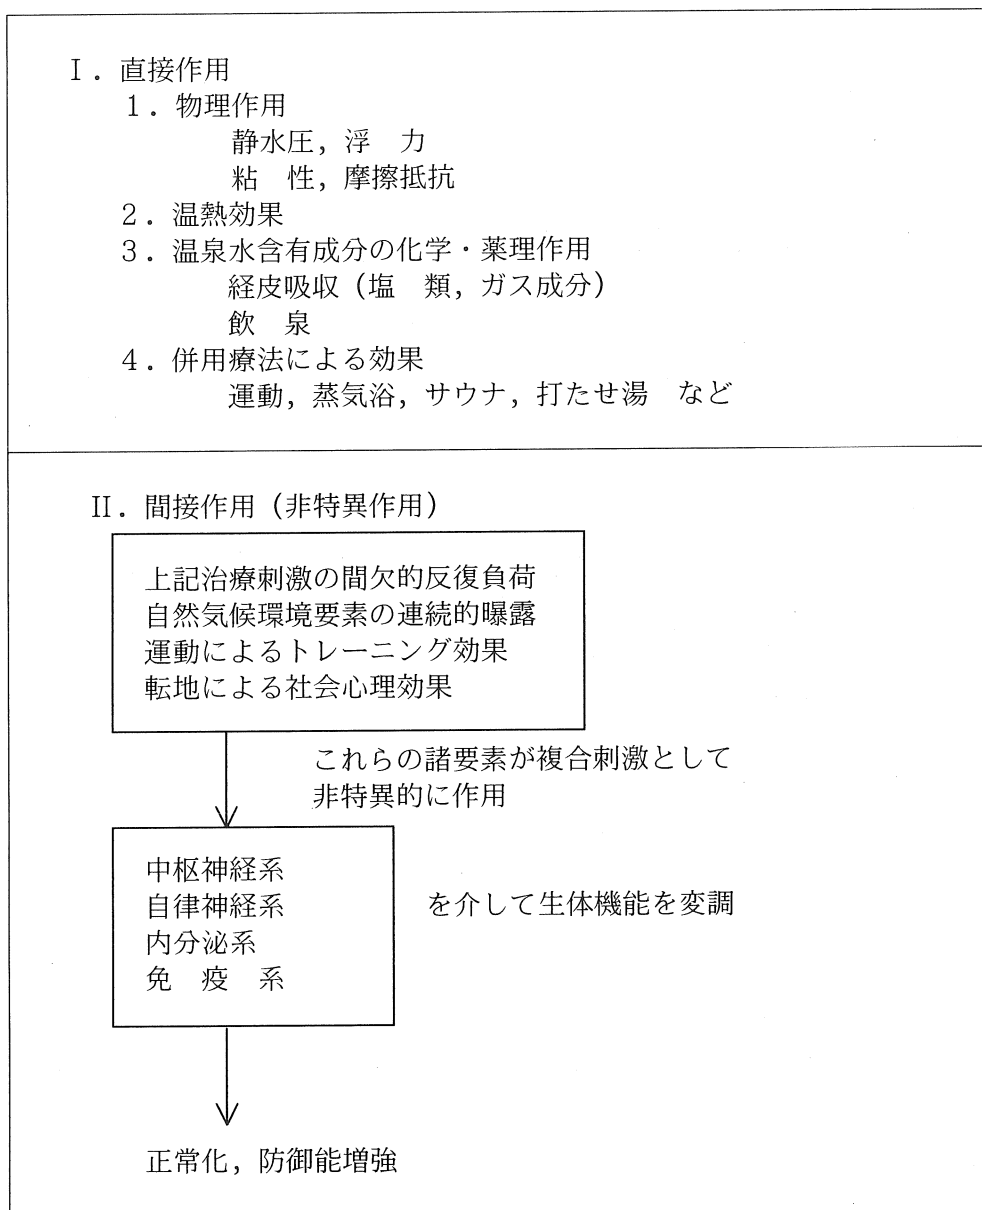 Ⅰ．直接作用
１．物理作用
静水圧，浮　力
粘　性，摩擦抵抗
２．温熱効果
３．温泉水含有成分の化学・薬理作用
経皮吸収（塩　類，ガス成分）
飲　泉
４．併用療法による効果
運動，蒸気浴，サウナ，打たせ湯　など
Ⅱ．間接作用（非特異作用）
上記治療刺激の間欠的反復負荷
自然気候環境要素の連続的曝露
運動によるトレーニング効果
転地による社会心理効果
これらの諸要素が複合刺激として
非特異的に作用
中枢神経系
自律神経系
内分泌系
免　疫　系
を介して生体機能を変調
正常化，防御能増強